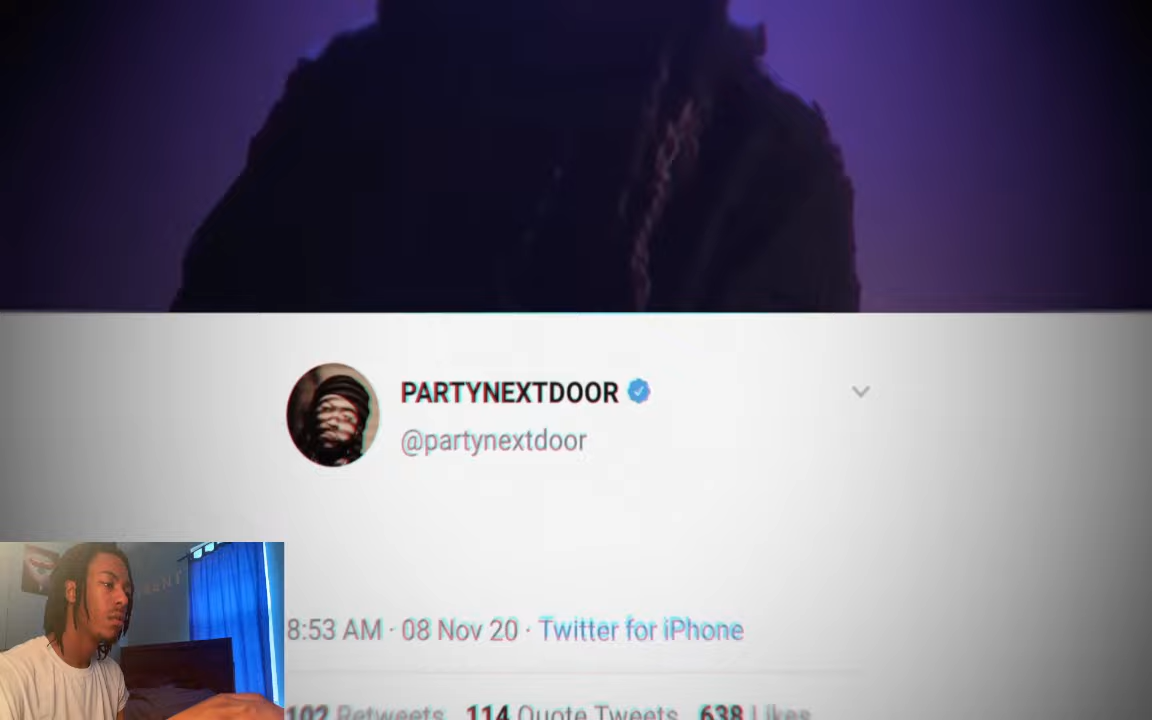 PARTYNEXTDOOR
@partynextdoor
8:53 AM · 08 Nov 20 · Twitter for iPhone
102 Retweets 114 Quote Tweets 638 Likes